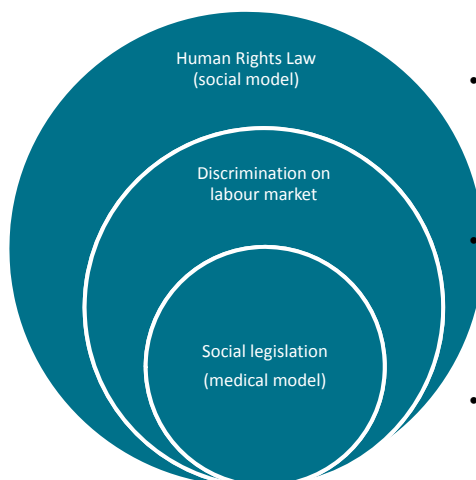 Human Rights Law
(social model)
Discrimination on
labour market
Social legislation
(medical model)